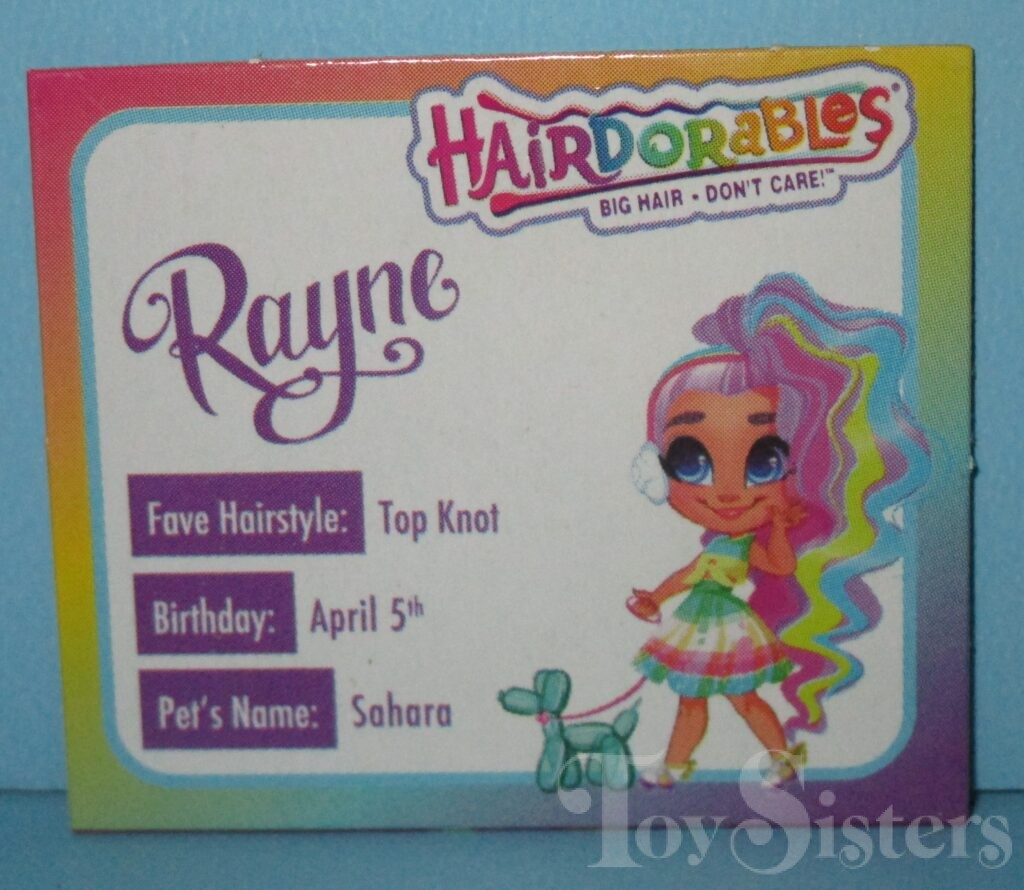 HAiRDORABLES®
BIG HAIR • DON'T CARE!™
Rayne
Fave Hairstyle: Top Knot
Birthday: April 5th
Pet's Name: Sahara
ToySisters